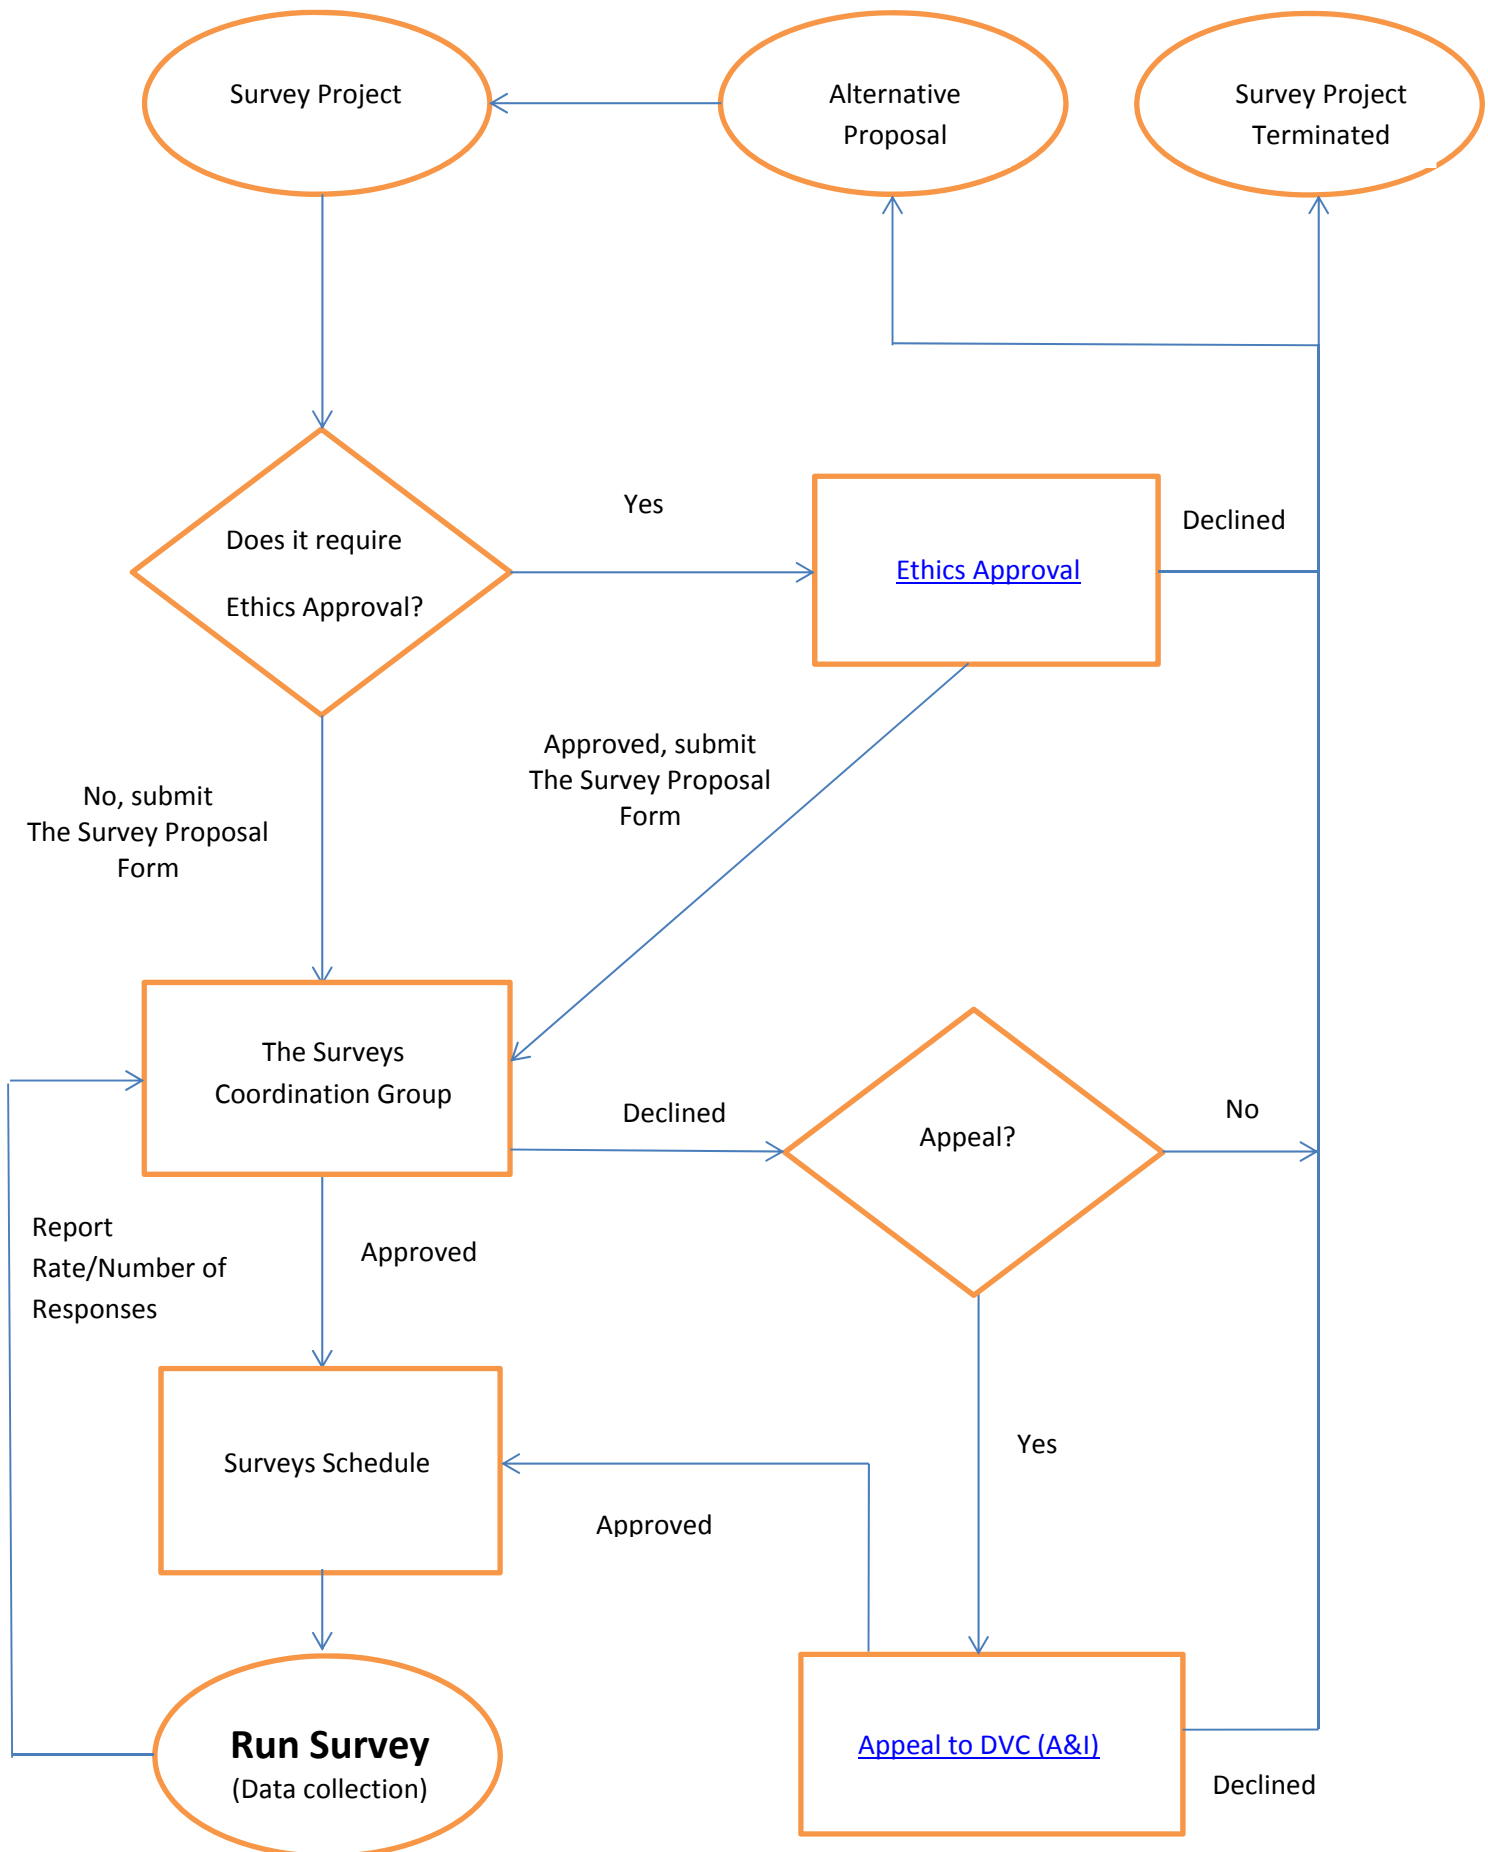 Survey Project
Alternative
Proposal
Survey Project
Terminated
Does it require
Ethics Approval?
Yes
Ethics Approval
Declined
No, submit
The Survey Proposal
Form
Approved, submit
The Survey Proposal
Form
The Surveys
Coordination Group
Declined
Appeal?
No
Report
Rate/Number of
Responses
Approved
Surveys Schedule
Approved
Yes
Run Survey
(Data collection)
Appeal to DVC (A&I)
Declined